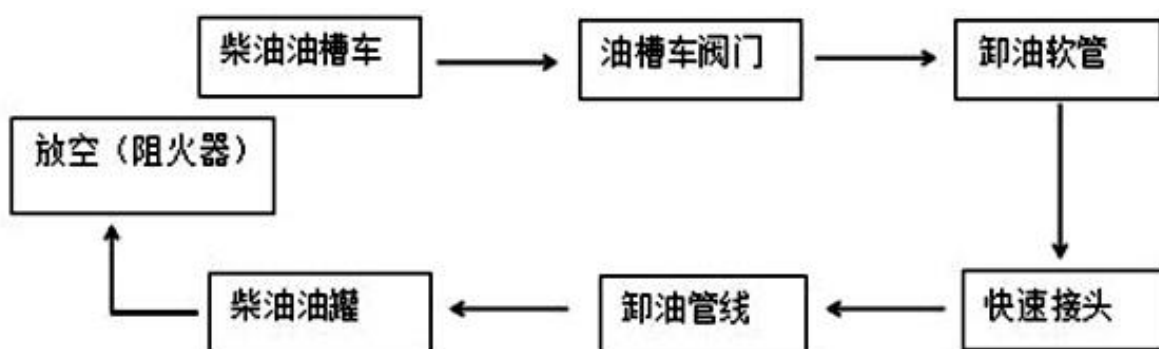 柴油油槽车
油槽车阀门
卸油软管
快速接头
卸油管线
柴油油罐
放空（阻火器）